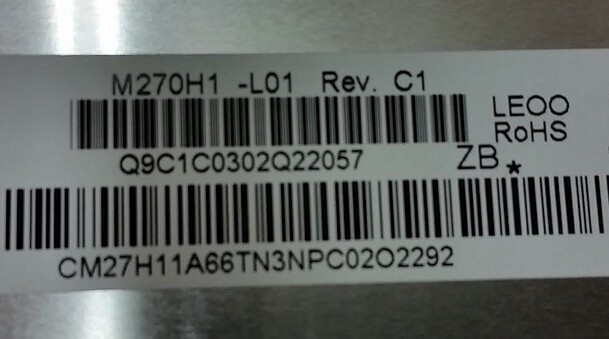 M270H1 -L01 Rev. C1
LEOO
RoHS
Q9C1C0302Q22057
ZB*
CM27H11A66TN3NPC02O2292